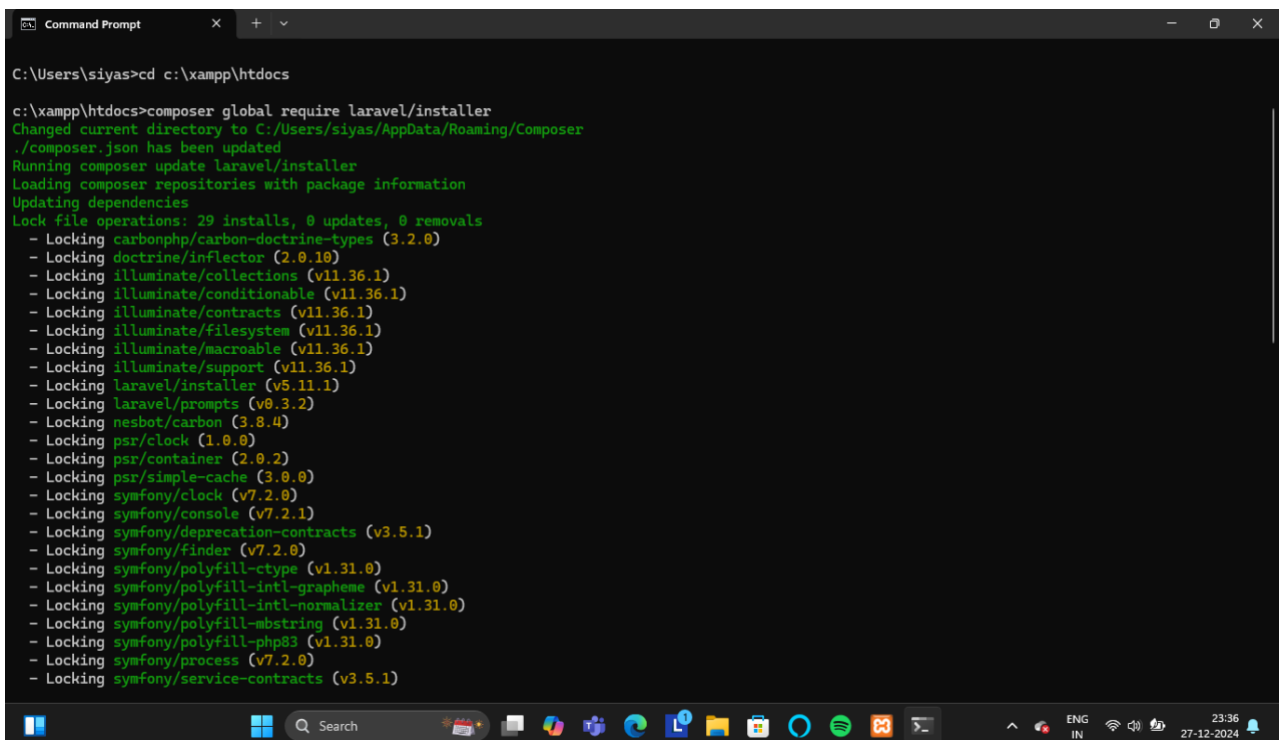 Command Prompt
C:\Users\siyas>cd c:\xampp\htdocs
c:\xampp\htdocs>composer global require laravel/installer
Changed current directory to C:/Users/siyas/AppData/Roaming/Composer
./composer.json has been updated
Running composer update laravel/installer
Loading composer repositories with package information
Updating dependencies
Lock file operations: 29 installs, 0 updates, 0 removals
- Locking carbonphp/carbon-doctrine-types (3.2.0)
- Locking doctrine/inflector (2.0.10)
- Locking illuminate/collections (v11.36.1)
- Locking illuminate/conditionable (v11.36.1)
- Locking illuminate/contracts (v11.36.1)
- Locking illuminate/filesystem (v11.36.1)
- Locking illuminate/macroable (v11.36.1)
- Locking illuminate/support (v11.36.1)
- Locking laravel/installer (v5.11.1)
- Locking laravel/prompts (v0.3.2)
- Locking nesbot/carbon (3.8.4)
- Locking psr/clock (1.0.0)
- Locking psr/container (2.0.2)
- Locking psr/simple-cache (3.0.0)
- Locking symfony/clock (v7.2.0)
- Locking symfony/console (v7.2.1)
- Locking symfony/deprecation-contracts (v3.5.1)
- Locking symfony/finder (v7.2.0)
- Locking symfony/polyfill-ctype (v1.31.0)
- Locking symfony/polyfill-intl-grapheme (v1.31.0)
- Locking symfony/polyfill-intl-normalizer (v1.31.0)
- Locking symfony/polyfill-mbstring (v1.31.0)
- Locking symfony/polyfill-php83 (v1.31.0)
- Locking symfony/process (v7.2.0)
- Locking symfony/service-contracts (v3.5.1)
Search
L 1
ENG
IN
23:36
27-12-2024